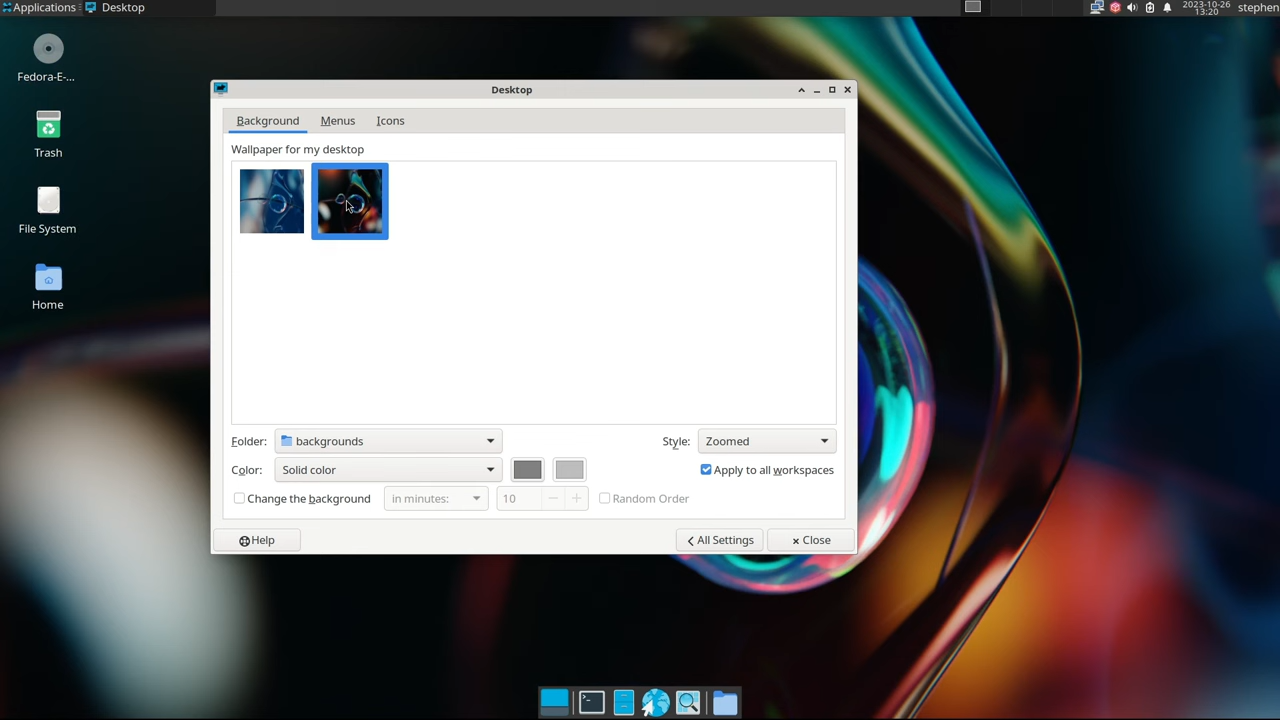 Applications
Desktop
2023-10-26
13:20
stephen
Fedora-E-...
Trash
File System
Home
Desktop
Background Menus Icons
Wallpaper for my desktop
Folder: backgrounds
Style: Zoomed
Color: Solid color
Apply to all workspaces
Change the background in minutes: 10 Random Order
Help
All Settings
Close